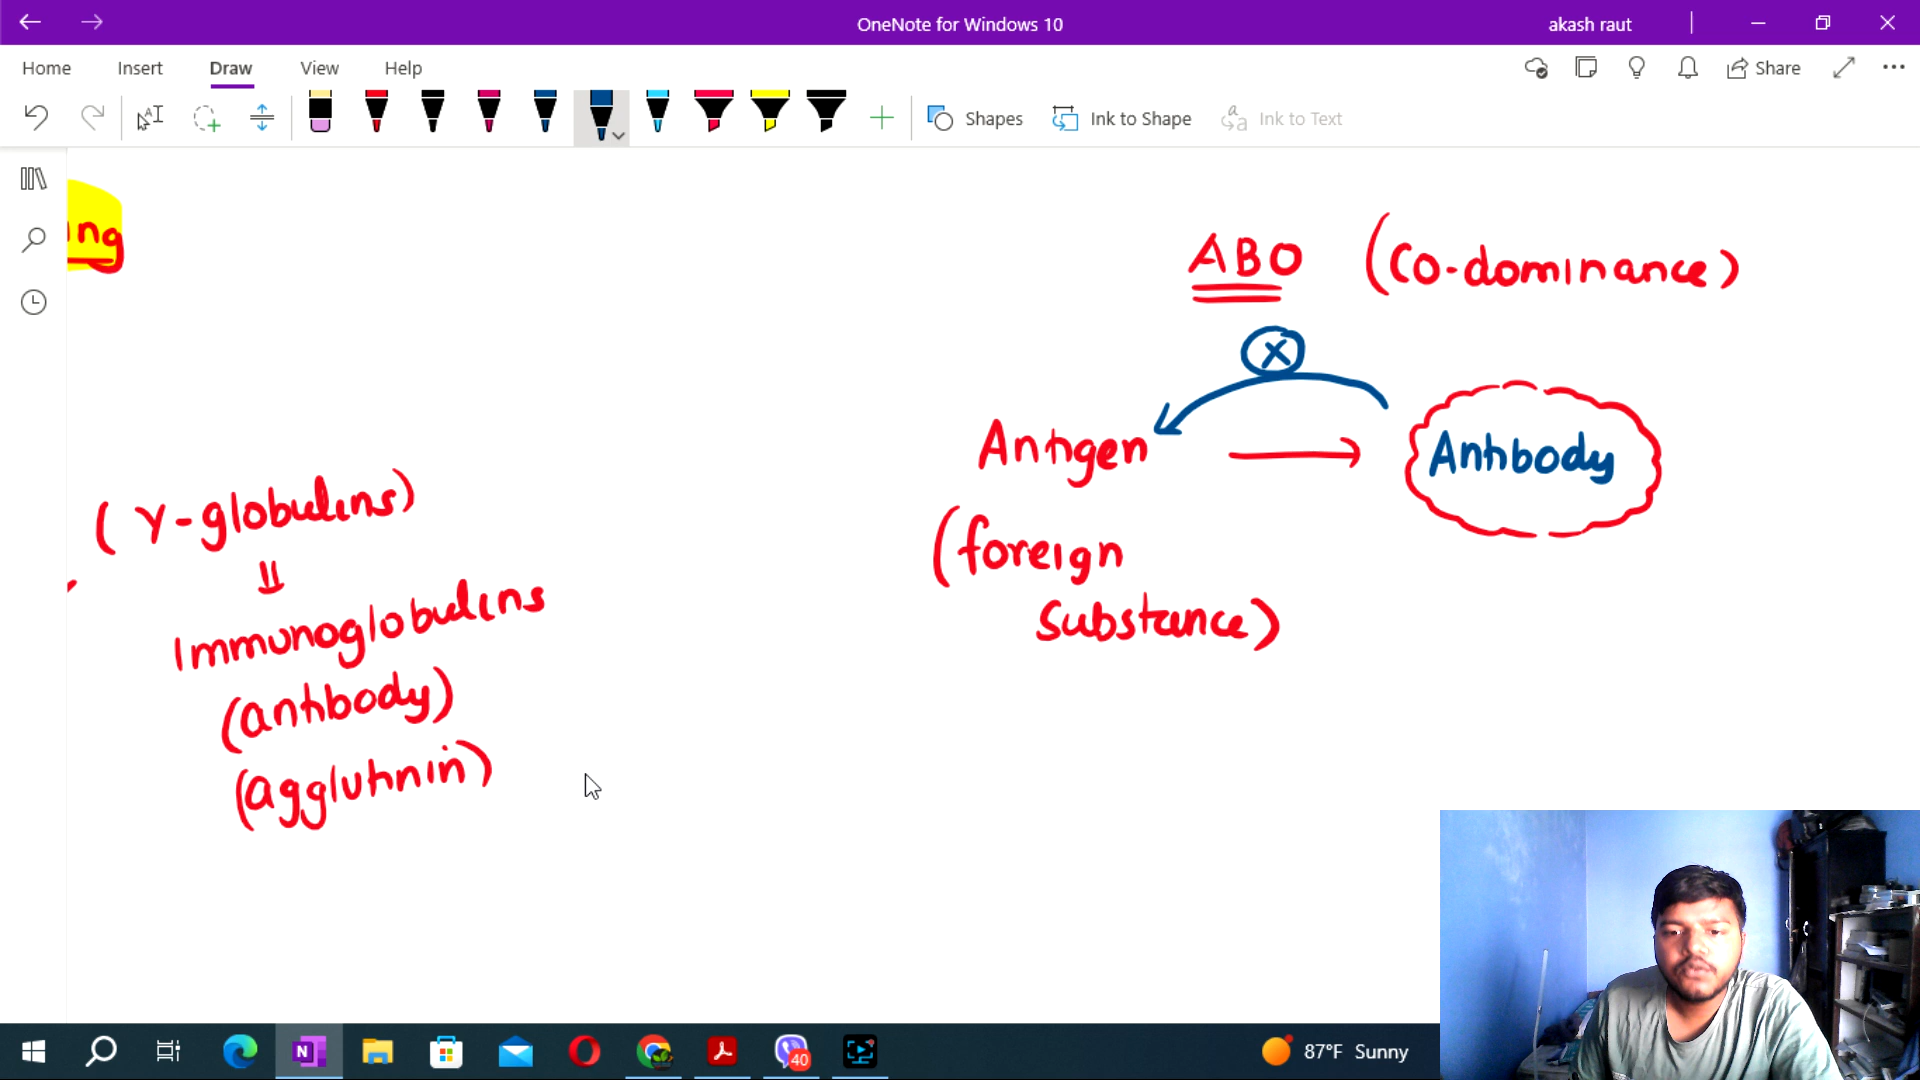 OneNote for Windows 10
akash raut
Home Insert Draw View Help
Share
Shapes
Ink to Shape
Ink to Text
ng
ABO (Co-dominance)
X
Antigen → Antibody
(foreign
Substance)
(γ-globulins)
Immunoglobulins
(antibody)
(agglutinin)
40
87°F Sunny